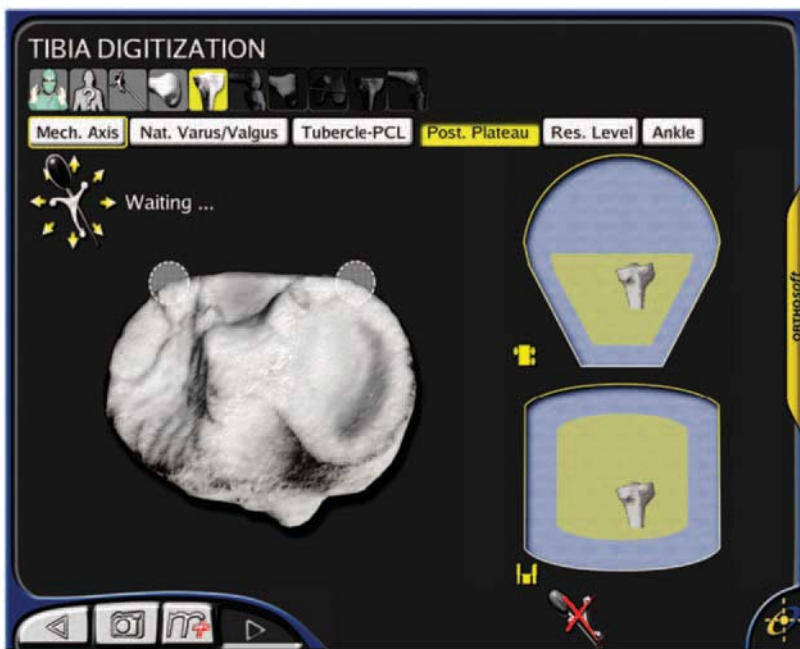 TIBIA DIGITIZATION
Mech. Axis Nat. Varus/Valgus Tubercle-PCL Post. Plateau Res. Level Ankle
Waiting ...
ORTHOsoft